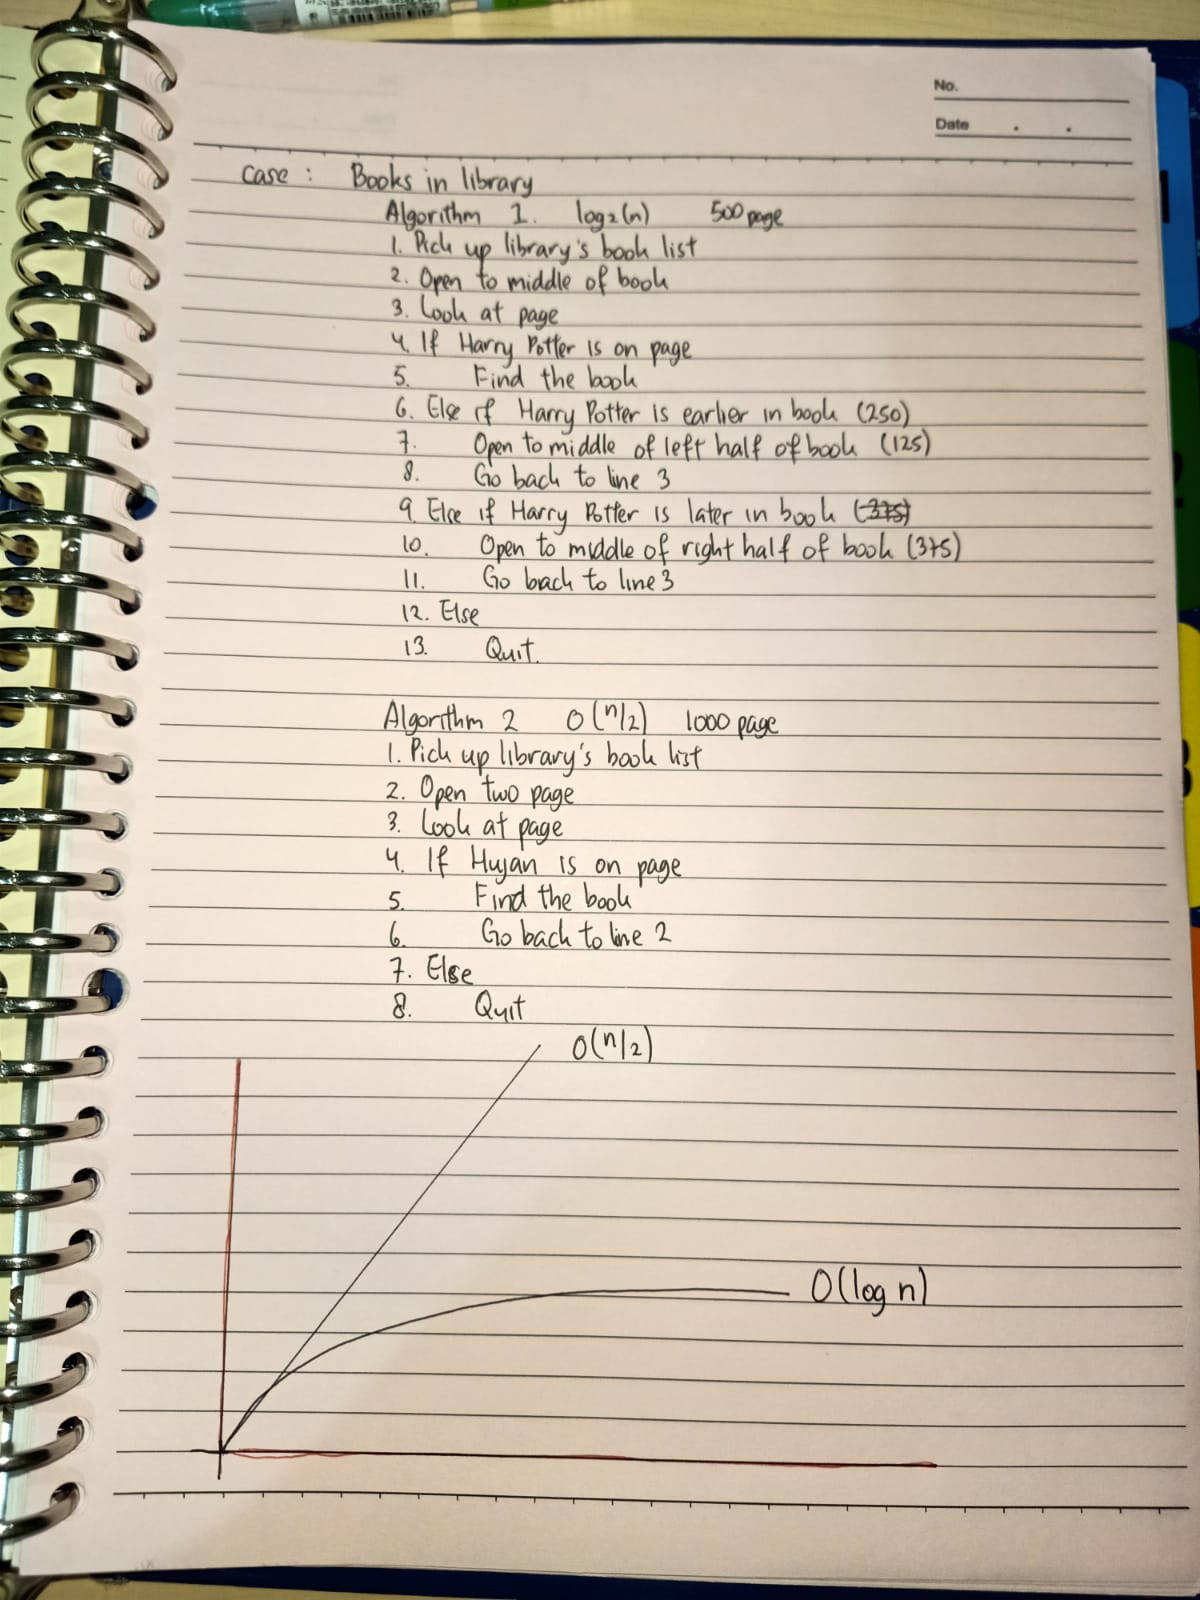 No.
Date . .
Case : Books in library
Algorithm 1. log2(n) 500 page
1. Pick up library's book list
2. Open to middle of book
3. Look at page
4. If Harry Potter is on page
5. Find the book
6. Else if Harry Potter is earlier in book (250)
7. Open to middle of left half of book (125)
8. Go back to line 3
9. Else if Harry Potter is later in book (375)
10. Open to middle of right half of book (375)
11. Go back to line 3
12. Else
13. Quit.
Algorithm 2 O(n/2) 1000 page
1. Pick up library's book list
2. Open two page
3. Look at page
4. If Hujan is on page
5. Find the book
6. Go back to line 2
7. Else
8. Quit
O(n/2)
O(log n)